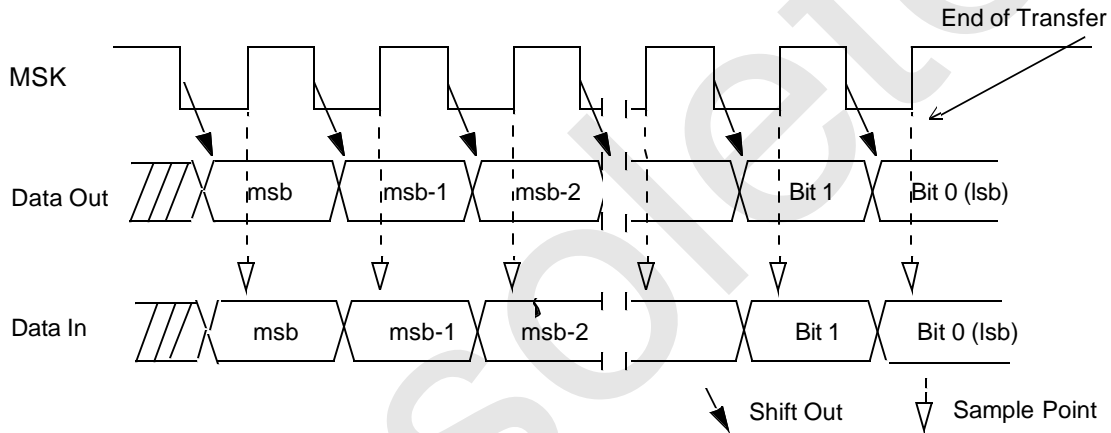 End of Transfer
MSK
Data Out
msb
msb-1
msb-2
Bit 1
Bit 0 (lsb)
Data In
msb
msb-1
msb-2
Bit 1
Bit 0 (lsb)
Shift Out
Sample Point